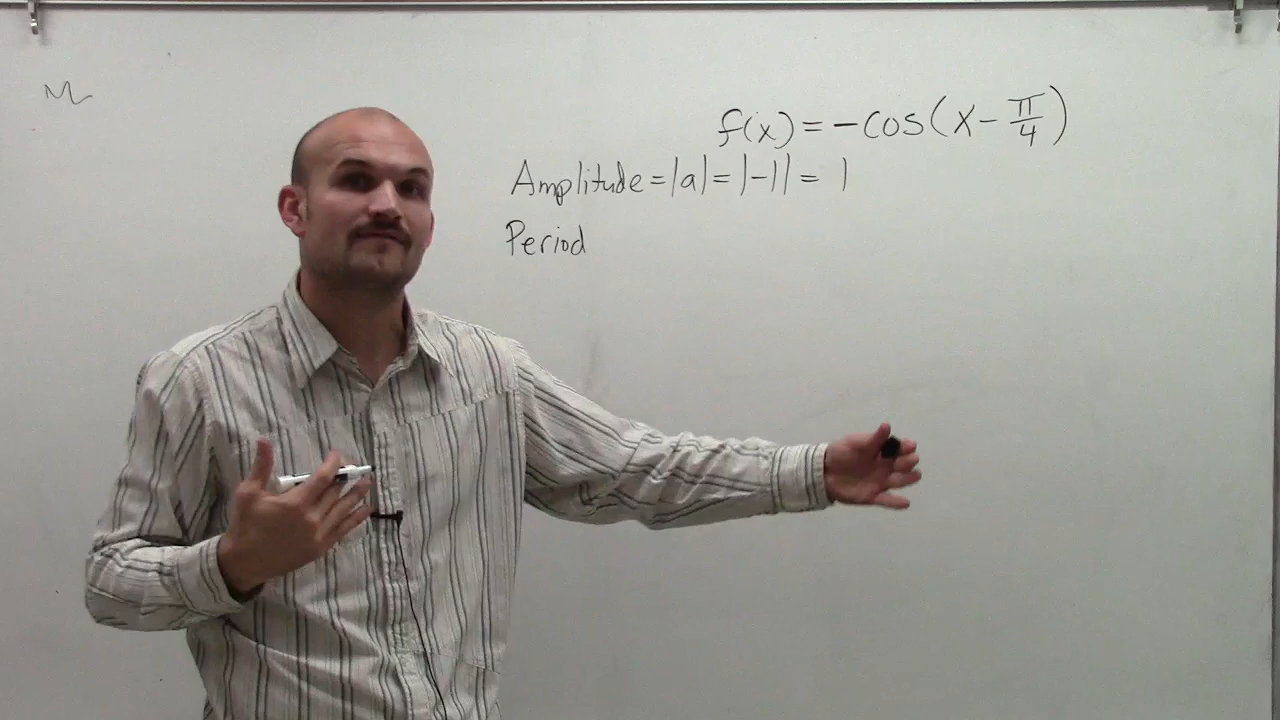 f(x) = -cos(x - π/4)
Amplitude = |a| = |-1| = 1
Period